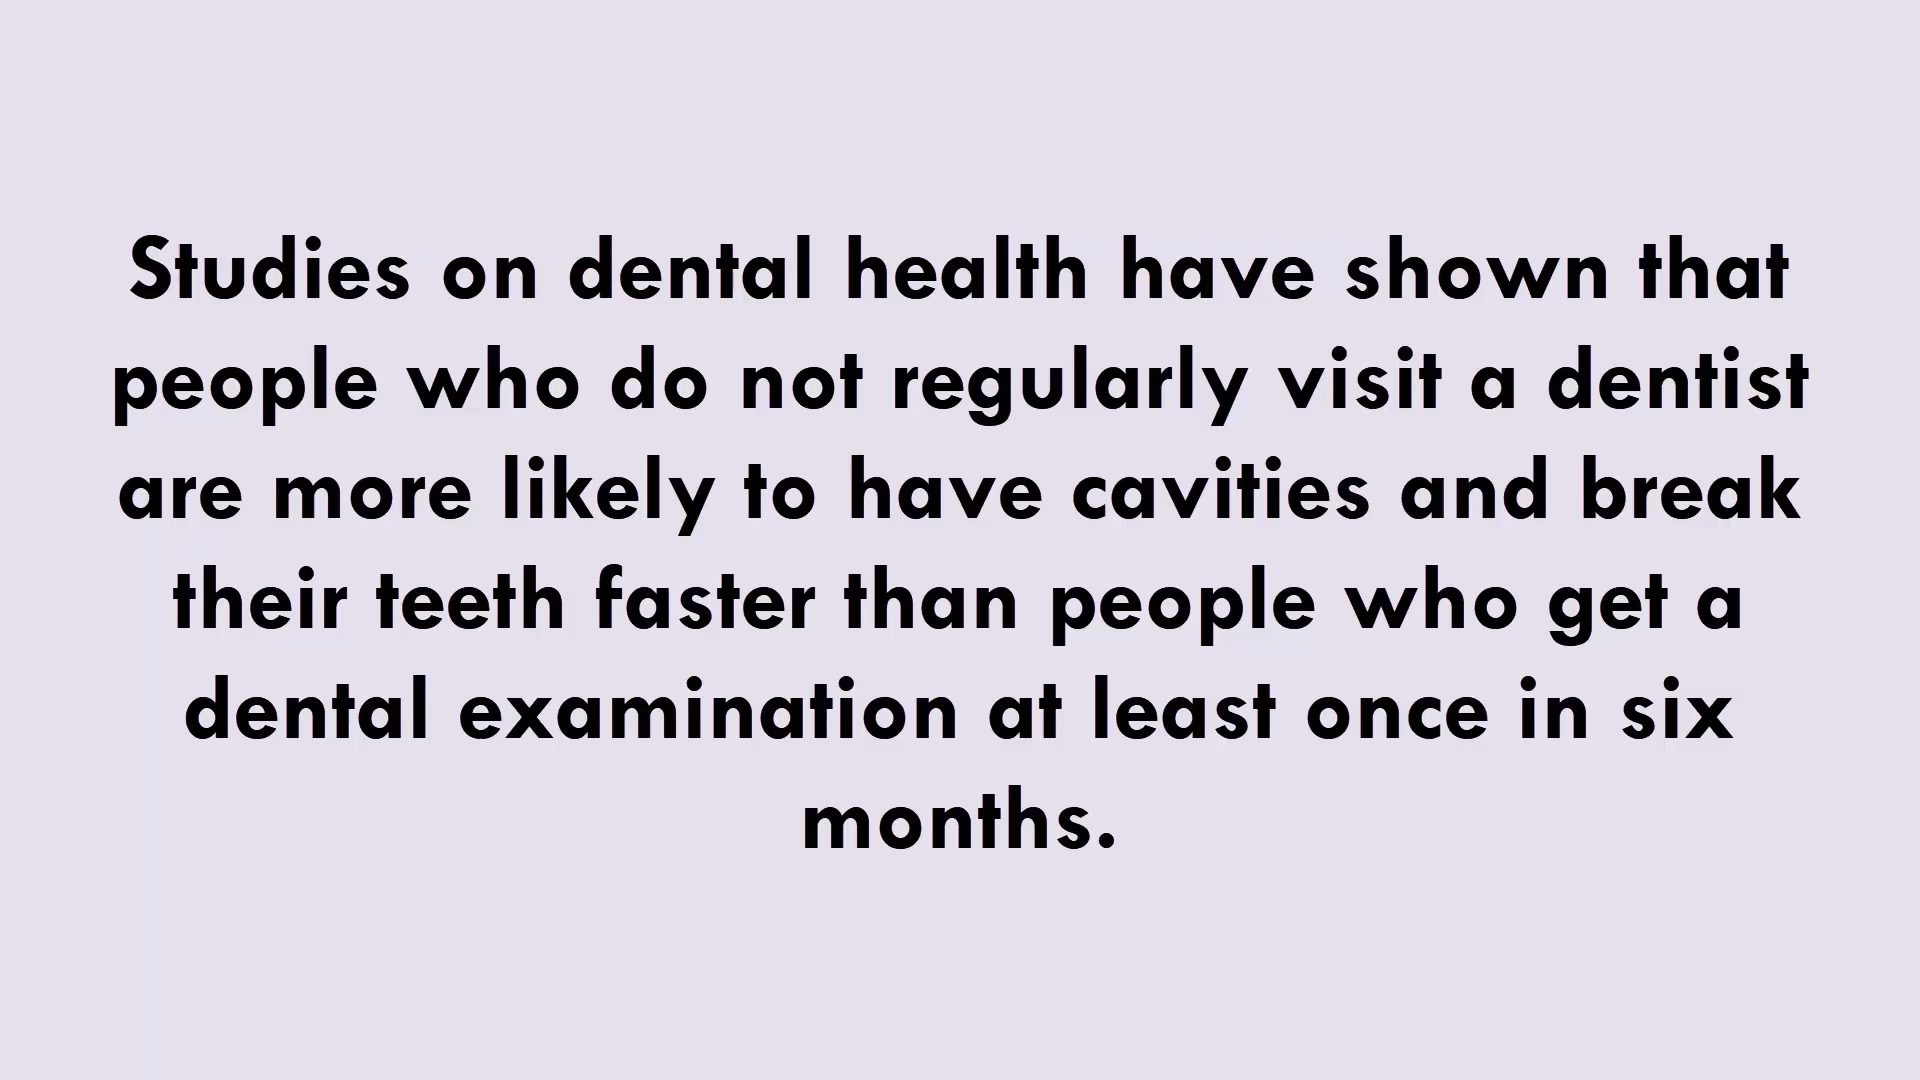 Studies on dental health have shown that
people who do not regularly visit a dentist
are more likely to have cavities and break
their teeth faster than people who get a
dental examination at least once in six
months.